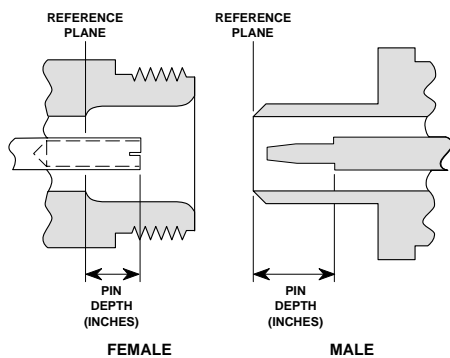 REFERENCE
PLANE
REFERENCE
PLANE
PIN
DEPTH
(INCHES)
PIN
DEPTH
(INCHES)
FEMALE
MALE